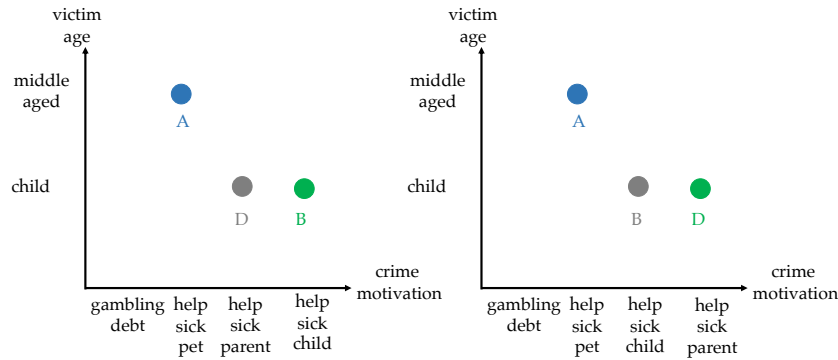 victim
age
middle
aged
A
child
D
B
crime
motivation
gambling
debt
help
sick
pet
help
sick
parent
help
sick
child
victim
age
middle
aged
A
child
B
D
crime
motivation
gambling
debt
help
sick
pet
help
sick
child
help
sick
parent